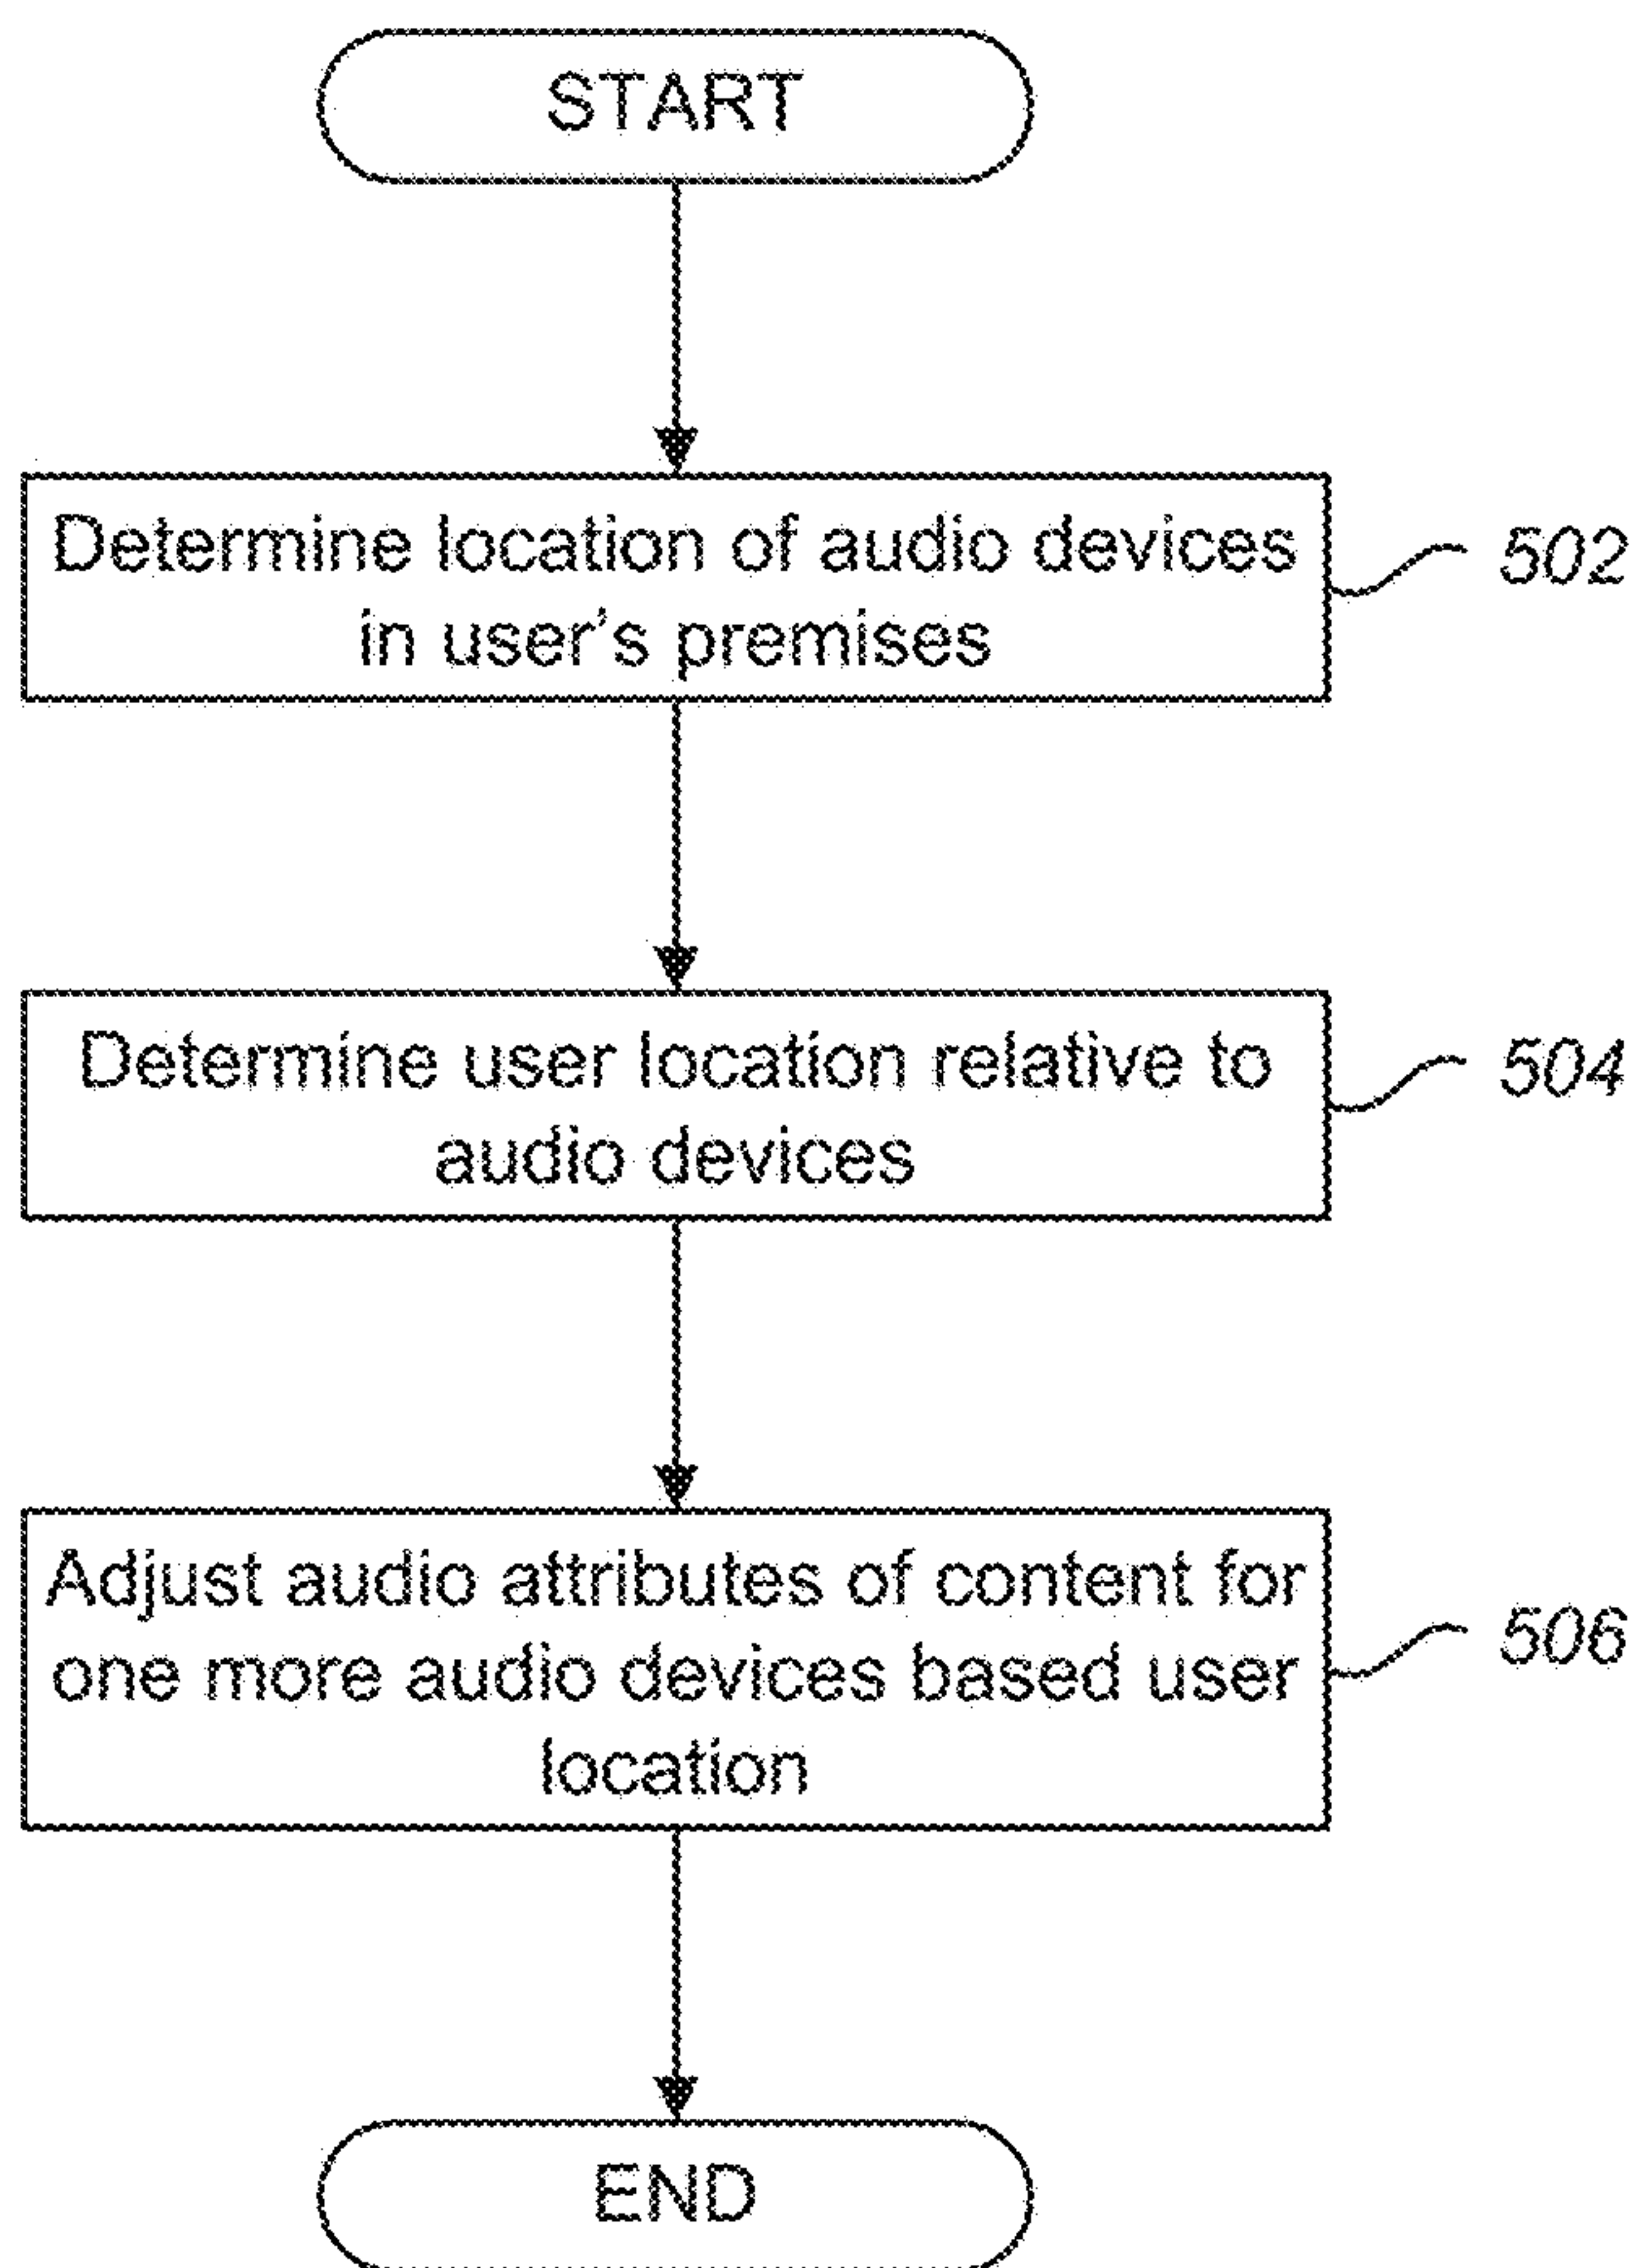 START
Determine location of audio devices
in user's premises
502
Determine user location relative to
audio devices
504
Adjust audio attributes of content for
one more audio devices based user
location
506
END